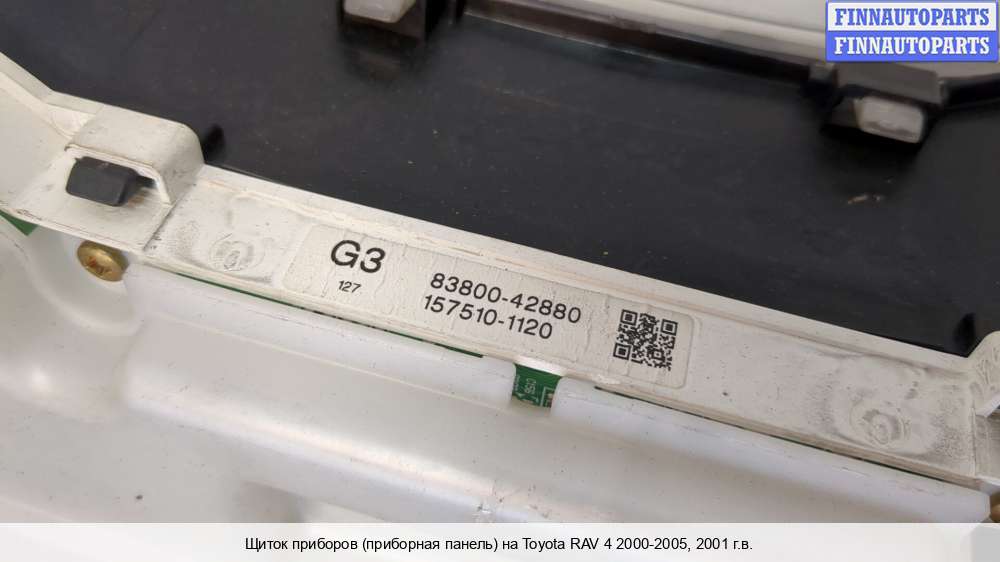 FINNAUTOPARTS
FINNAUTOPARTS
G3
127
83800-42880
157510-1120
Щиток приборов (приборная панель) на Toyota RAV 4 2000-2005, 2001 г.в.